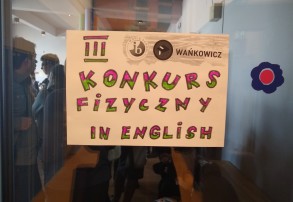 III WAŃKOWICZ
KONKURS
FIZYCZNY
IN ENGLISH